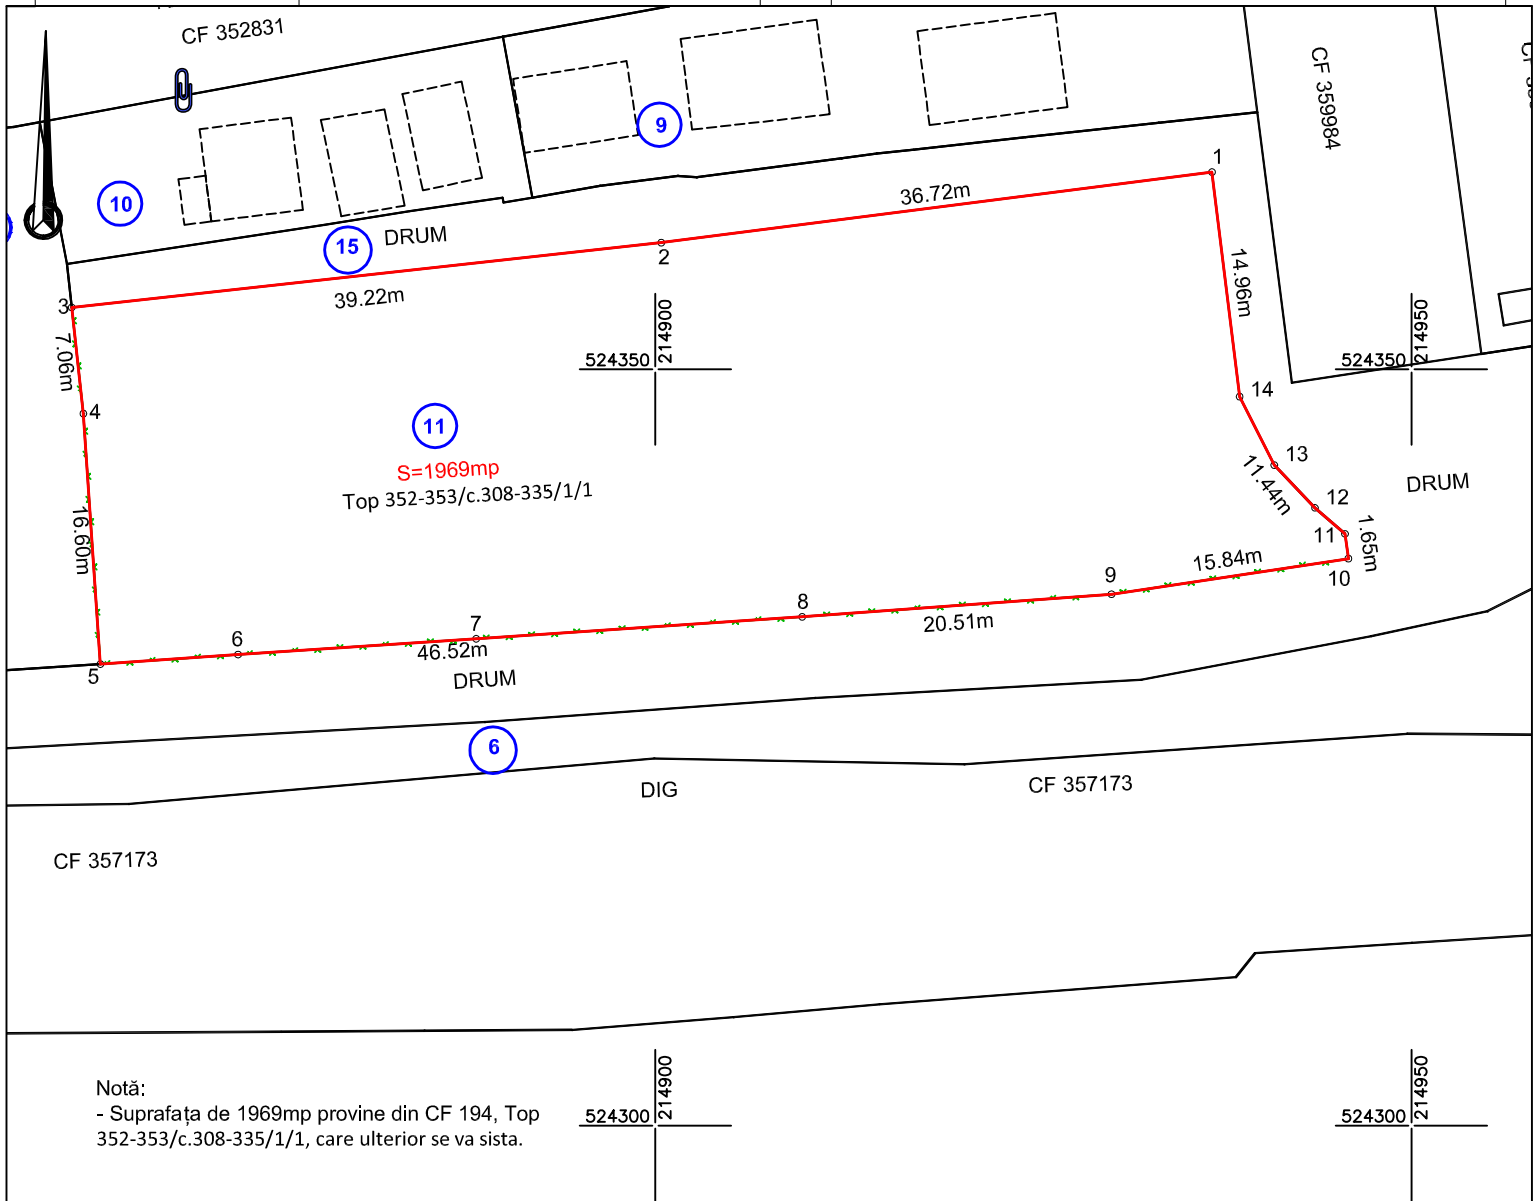 CF 352831
CF 359984
9
10
1
36.72m
DRUM
15
2
14.96m
39.22m
3
7.06m
214900
524350
214950
524350
4
14
11
S=1969mp
Top 352-353/c.308-335/1/1
13
11.44m
DRUM
12
16.60m
11
1.65m
15.84m
10
9
8
20.51m
7
6
46.52m
5
DRUM
6
DIG
CF 357173
CF 357173
214900
524300
214950
524300
Notă:
- Suprafața de 1969mp provine din CF 194, Top
352-353/c.308-335/1/1, care ulterior se va sista.